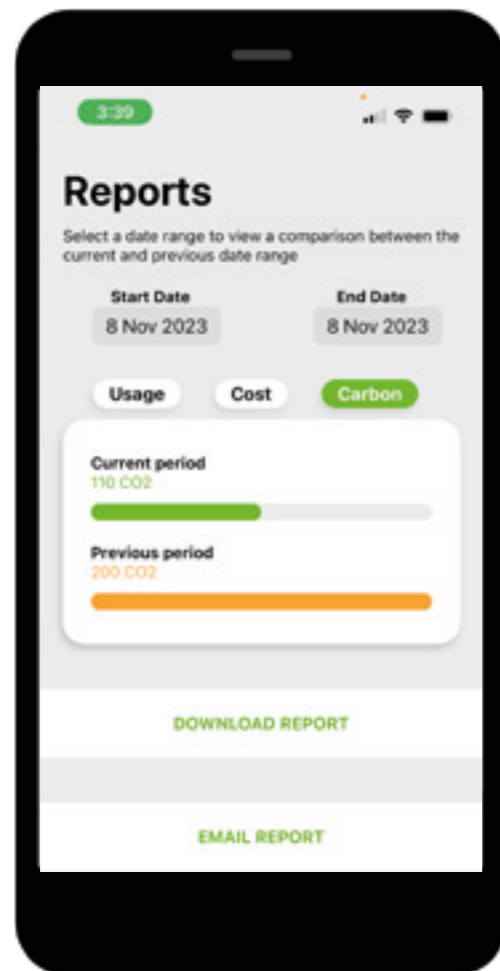 3:39
Reports
Select a date range to view a comparison between the
current and previous date range
Start Date
End Date
8 Nov 2023
8 Nov 2023
Usage
Cost
Carbon
Current period
110 CO2
Previous period
200 CO2
DOWNLOAD REPORT
EMAIL REPORT